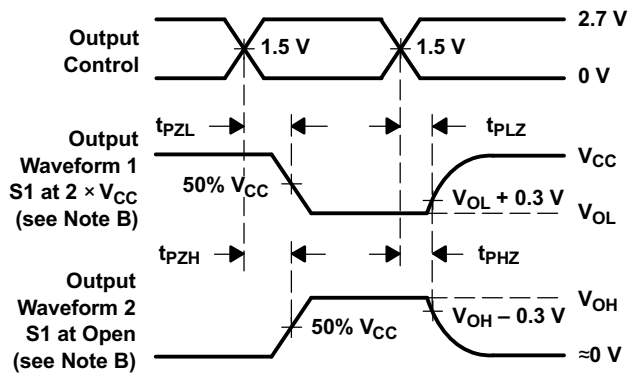 2.7 V
Output
Control
1.5 V
1.5 V
0 V
tPZL
tPLZ
Output
Waveform 1
S1 at 2 × VCC
(see Note B)
VCC
50% VCC
VOL + 0.3 V
VOL
tPZH
tPHZ
Output
Waveform 2
S1 at Open
(see Note B)
VOH
50% VCC
VOH – 0.3 V
≈0 V